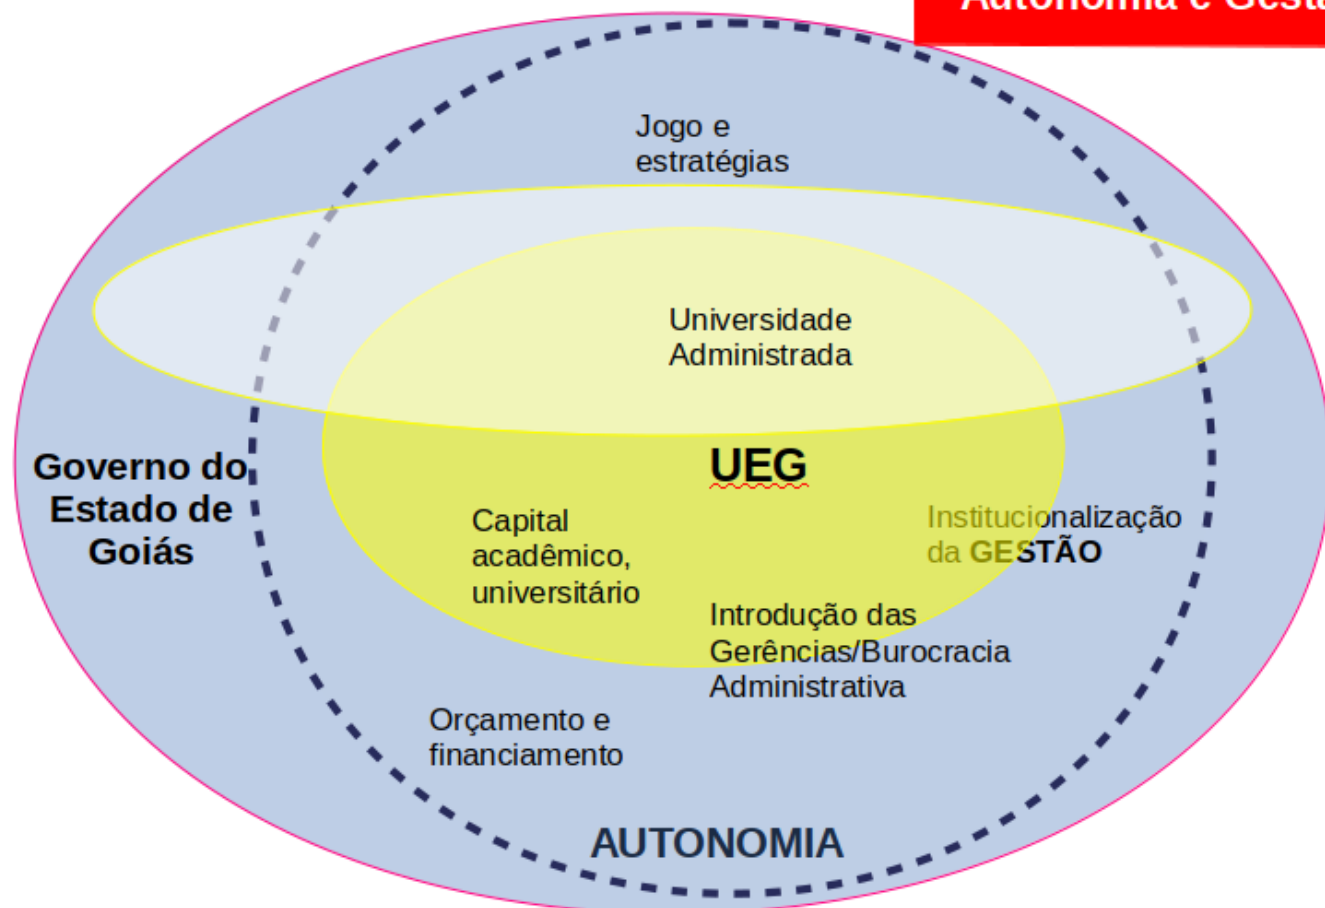 Autonomia e
Jogo e
estratégias
Universidade
Administrada
UEG
Governo do
Estado de
Goiás
Capital
acadêmico,
universitário
Institucionalização
da GESTÃO
Introdução das
Gerências/Burocracia
Administrativa
Orçamento e
financiamento
AUTONOMIA